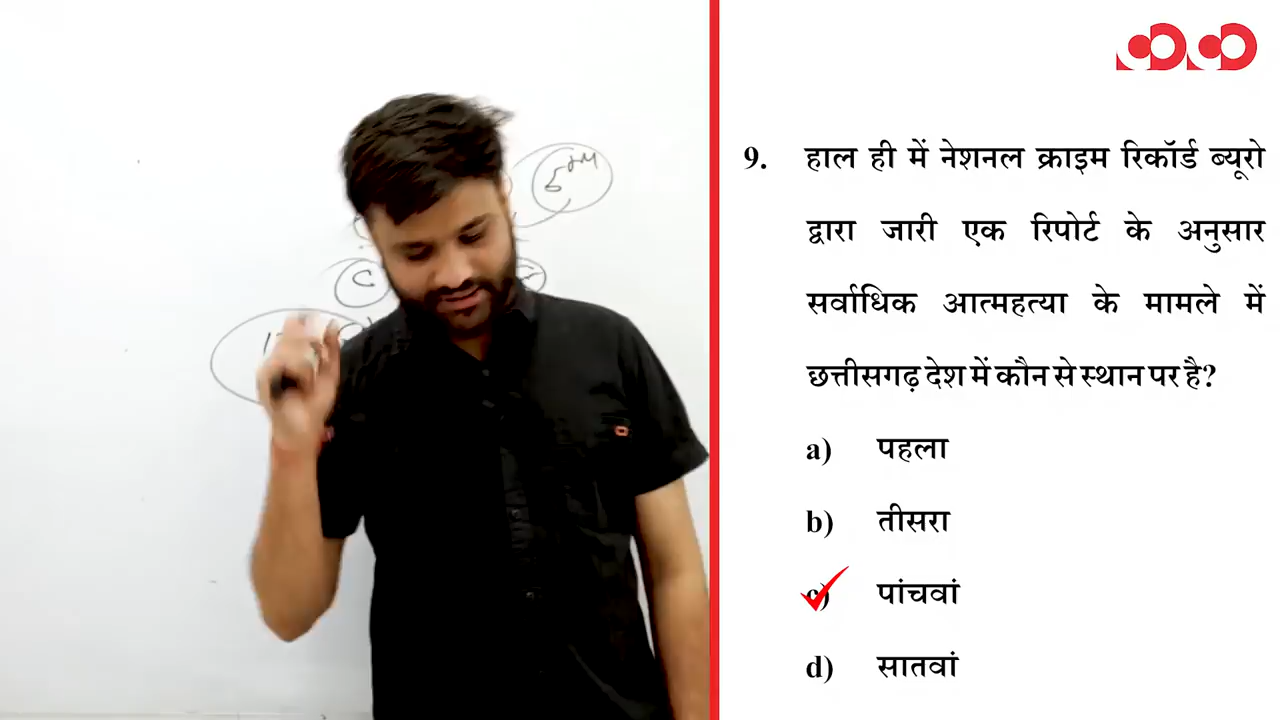 5th
C
9. हाल ही में नेशनल क्राइम रिकॉर्ड ब्यूरो
द्वारा जारी एक रिपोर्ट के अनुसार
सर्वाधिक आत्महत्या के मामले में
छत्तीसगढ़ देश में कौन से स्थान पर है?
a) पहला
b) तीसरा
c) पांचवां
d) सातवां